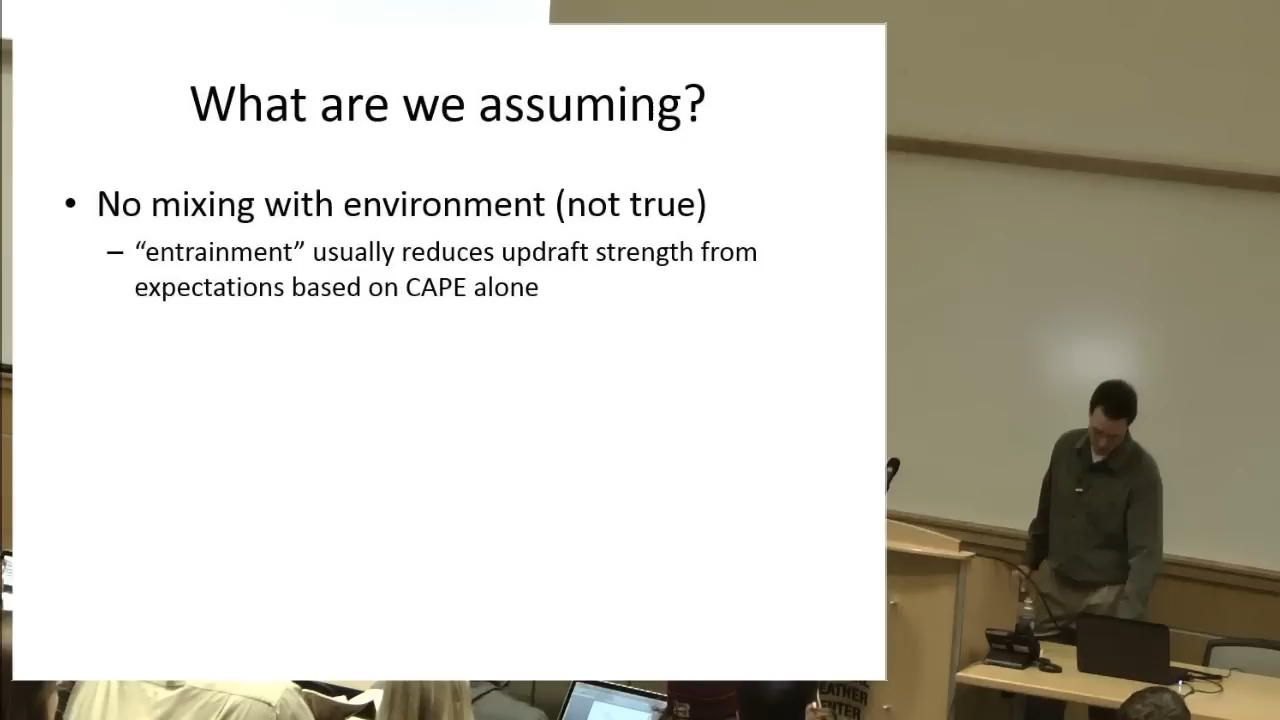 What are we assuming?
• No mixing with environment (not true)
– “entrainment” usually reduces updraft strength from
expectations based on CAPE alone